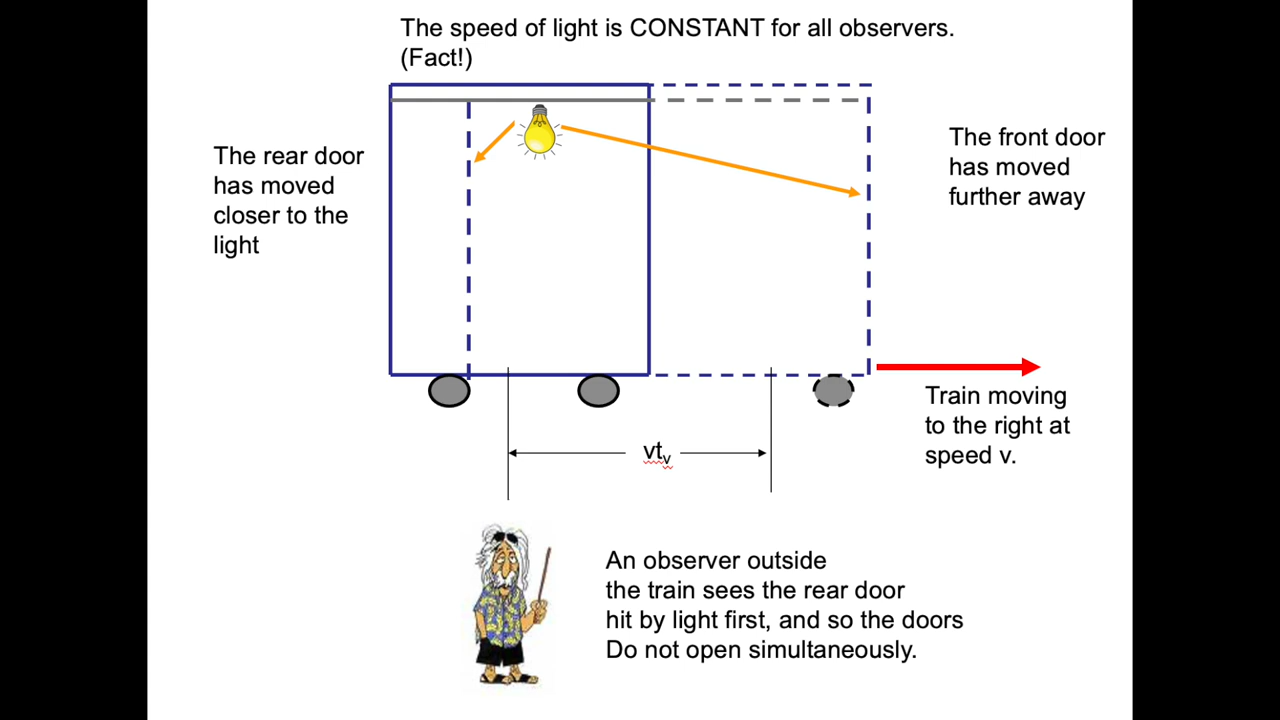 The speed of light is CONSTANT for all observers.
(Fact!)
The rear door
has moved
closer to the
light
The front door
has moved
further away
Train moving
to the right at
speed v.
vtv
An observer outside
the train sees the rear door
hit by light first, and so the doors
Do not open simultaneously.